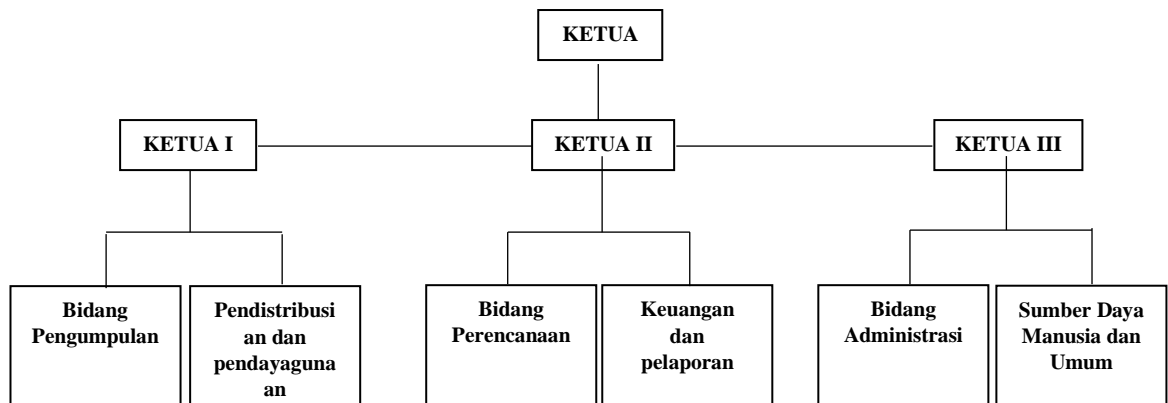 KETUA
KETUA I
KETUA II
KETUA III
Bidang
Pengumpulan
Pendistribusi
an dan
pendayaguna
an
Bidang
Perencanaan
Keuangan
dan
pelaporan
Bidang
Administrasi
Sumber Daya
Manusia dan
Umum